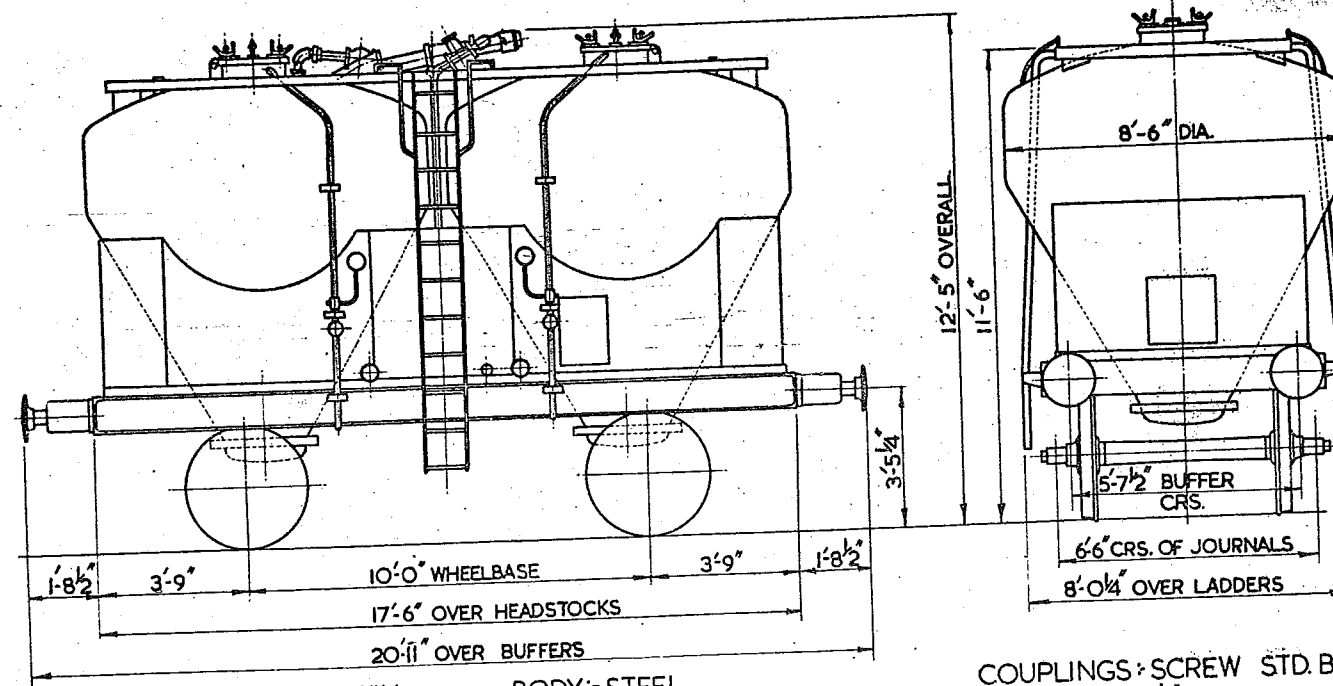 8'-6" DIA.
12'-5" OVERALL
11'-6"
3'-5¼"
5'-7½" BUFFER
CRS.
1'-8½"
3'-9"
10'-0" WHEELBASE
3'-9"
1'-8½"
6'-6" CRS. OF JOURNALS
17'-6" OVER HEADSTOCKS
8'-0¼" OVER LADDERS
20'-11" OVER BUFFERS
BODY:- STEEL
COUPLINGS:- SCREW STD. B